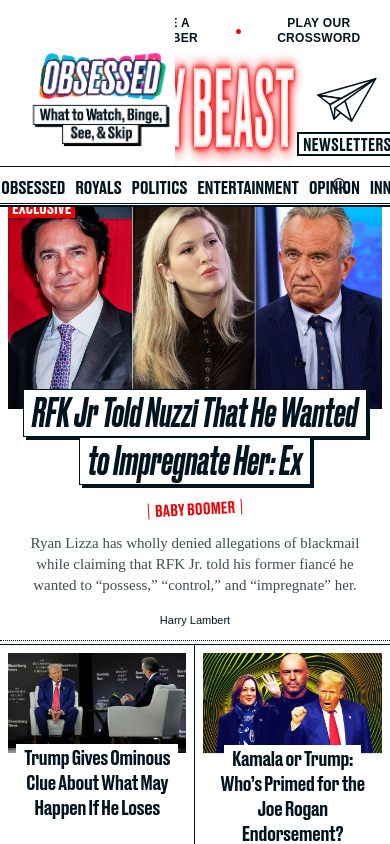 E A
BER
PLAY OUR
CROSSWORD
OBSESSED
What to Watch, Binge,
See, & Skip
Y BEAST
NEWSLETTERS
OBSESSED ROYALS POLITICS ENTERTAINMENT OPINION INN
EXCLUSIVE
RFK Jr Told Nuzzi That He Wanted
to Impregnate Her: Ex
BABY BOOMER
Ryan Lizza has wholly denied allegations of blackmail
while claiming that RFK Jr. told his former fiancé he
wanted to “possess,” “control,” and “impregnate” her.
Harry Lambert
Trump Gives Ominous
Clue About What May
Happen If He Loses
Kamala or Trump:
Who’s Primed for the
Joe Rogan
Endorsement?